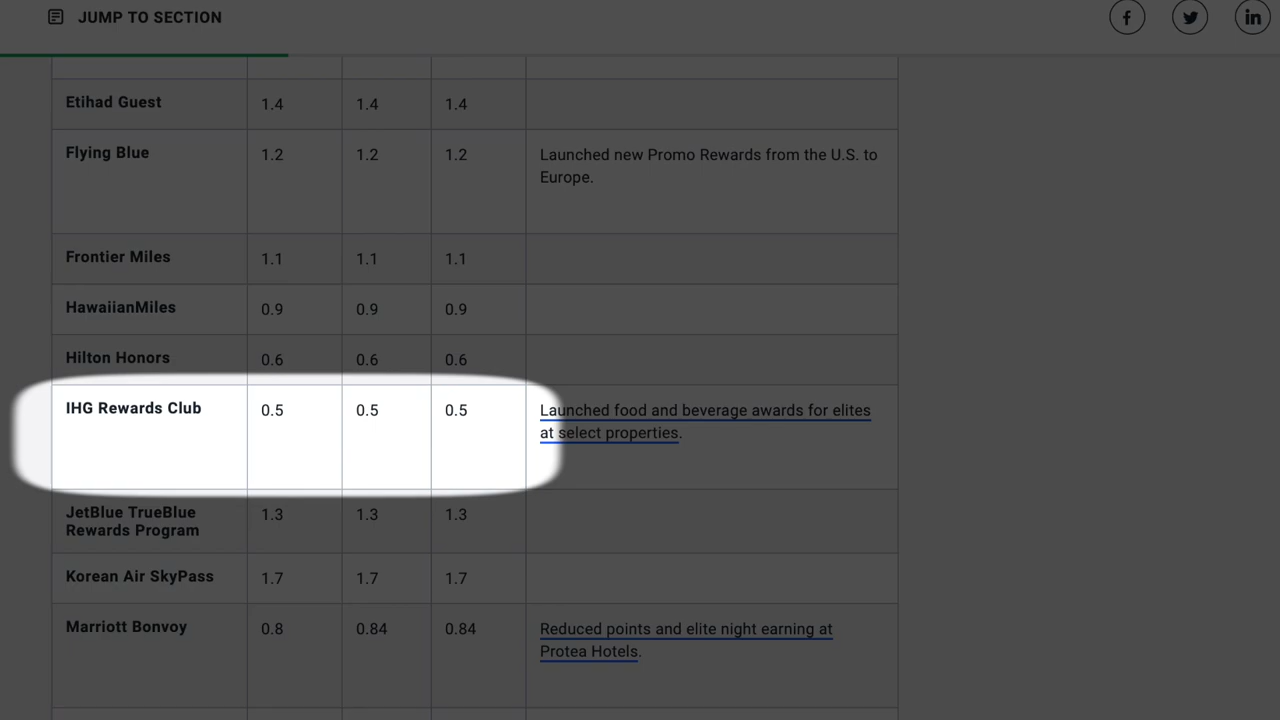 JUMP TO SECTION
Etihad Guest 1.4 1.4 1.4
Flying Blue 1.2 1.2 1.2 Launched new Promo Rewards from the U.S. to
Europe.
Frontier Miles 1.1 1.1 1.1
HawaiianMiles 0.9 0.9 0.9
Hilton Honors 0.6 0.6 0.6
IHG Rewards Club 0.5 0.5 0.5 Launched food and beverage awards for elites
at select properties.
JetBlue TrueBlue 1.3 1.3 1.3
Rewards Program
Korean Air SkyPass 1.7 1.7 1.7
Marriott Bonvoy 0.8 0.84 0.84 Reduced points and elite night earning at
Protea Hotels.